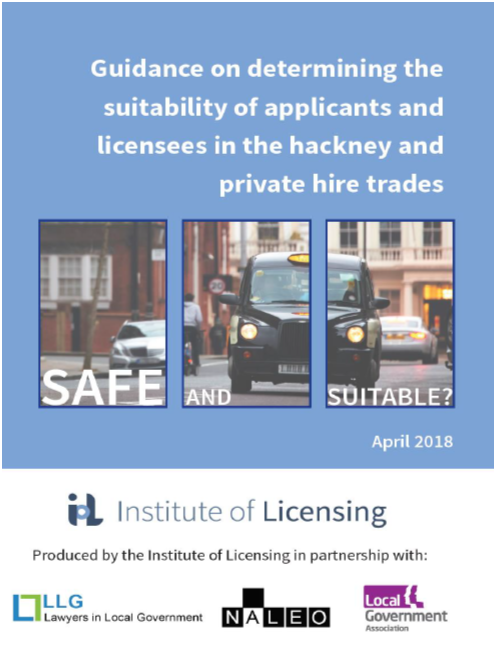 Guidance on determining the
suitability of applicants and
licensees in the hackney and
private hire trades
SAFE AND SUITABLE?
April 2018
ioL Institute of Licensing
Produced by the Institute of Licensing in partnership with:
LLG
Lawyers in Local Government
NALEO
Local
Government
Association